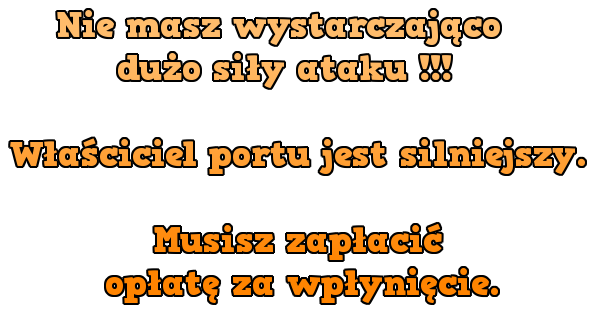 Nie masz wystarczająco
dużo siły ataku !!!
Właściciel portu jest silniejszy.
Musisz zapłacić
opłatę za wpłynięcie.